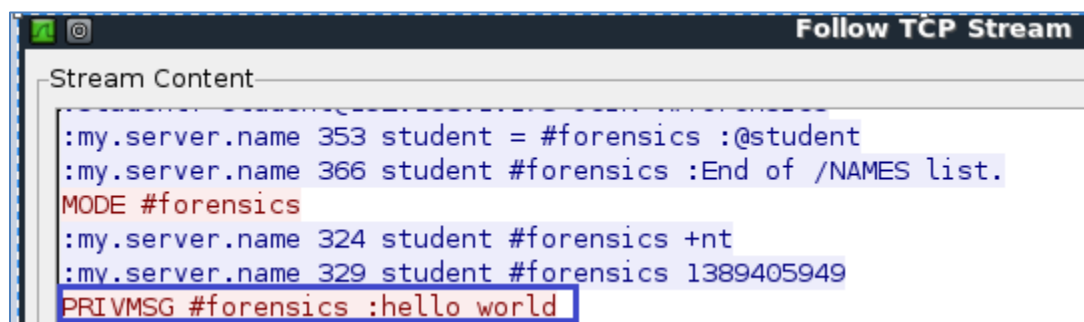 Follow TCP Stream
Stream Content
:my.server.name 353 student = #forensics :@student
:my.server.name 366 student #forensics :End of /NAMES list.
MODE #forensics
:my.server.name 324 student #forensics +nt
:my.server.name 329 student #forensics 1389405949
PRIVMSG #forensics :hello world